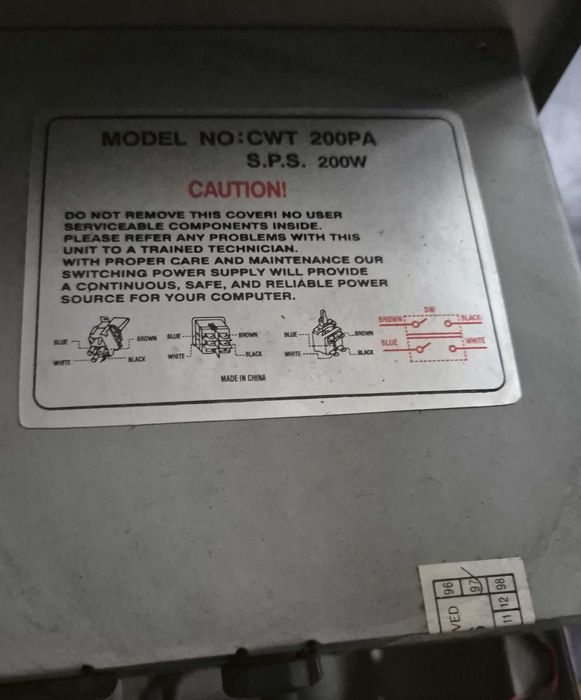 MODEL NO: CWT 200PA
S.P.S. 200W
CAUTION!
DO NOT REMOVE THIS COVER! NO USER
SERVICEABLE COMPONENTS INSIDE.
PLEASE REFER ANY PROBLEMS WITH THIS
UNIT TO A TRAINED TECHNICIAN.
WITH PROPER CARE AND MAINTENANCE OUR
SWITCHING POWER SUPPLY WILL PROVIDE
A CONTINUOUS, SAFE, AND RELIABLE POWER
SOURCE FOR YOUR COMPUTER.
BLUE BROWN WHITE BLACK
BLUE BROWN WHITE BLACK
BLUE BROWN WHITE BLACK
SW
BROWN BLACK
BLUE WHITE
MADE IN CHINA
VED 96 97 98
S 11 12